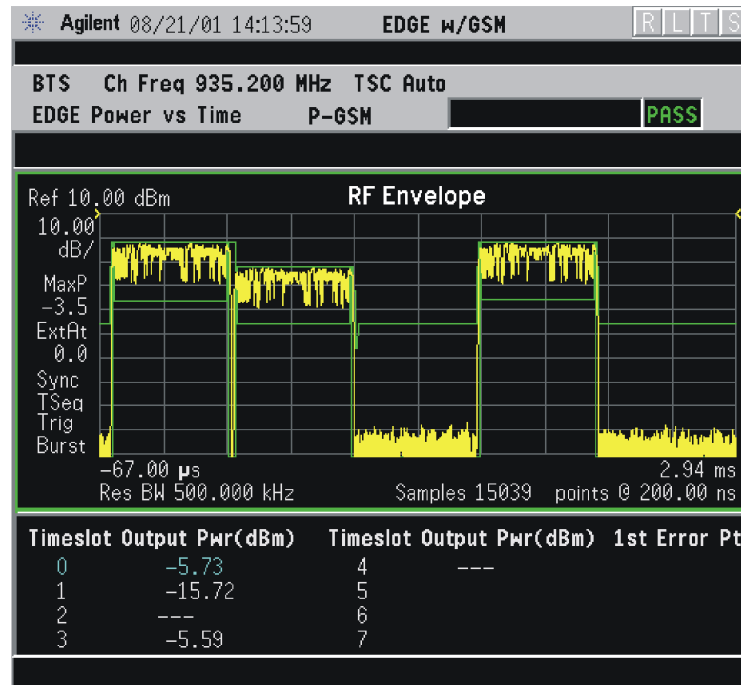 Agilent 08/21/01 14:13:59 EDGE w/GSM R L T S
BTS Ch Freq 935.200 MHz TSC Auto
EDGE Power vs Time P-GSM PASS
Ref 10.00 dBm RF Envelope
10.00
dB/
MaxP
-3.5
ExtAt
0.0
Sync
TSeq
Trig
Burst
-67.00 µs 2.94 ms
Res BW 500.000 kHz Samples 15039 points @ 200.00 ns
Timeslot Output Pwr(dBm) Timeslot Output Pwr(dBm) 1st Error Pt
0 -5.73 4 ---
1 -15.72 5
2 --- 6
3 -5.59 7